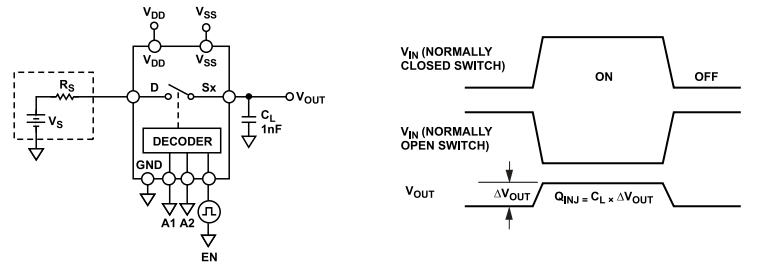 VDD
VSS
VDD
VSS
RS
D
Sx
VOUT
VS
CL
1nF
DECODER
GND
A1
A2
EN
VIN (NORMALLY
CLOSED SWITCH)
ON
OFF
VIN (NORMALLY
OPEN SWITCH)
VOUT
ΔVOUT
QINJ = CL × ΔVOUT